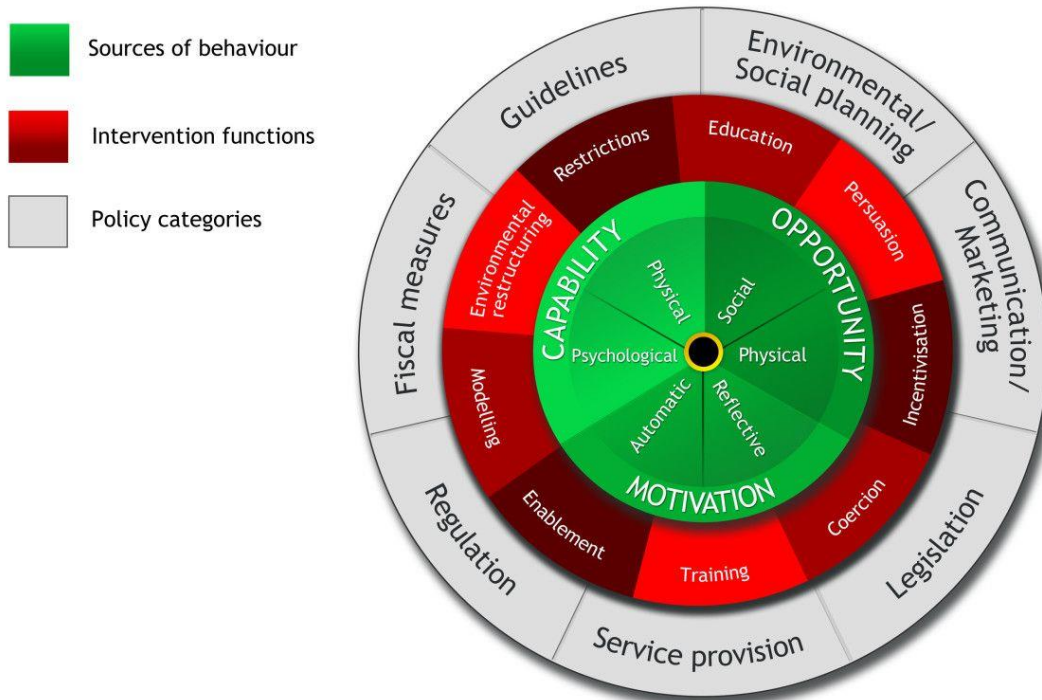 Sources of behaviour
Intervention functions
Policy categories
Guidelines
Environmental/
Social planning
Communication/
Marketing
Legislation
Service provision
Regulation
Fiscal measures
Restrictions
Education
Persuasion
Incentivisation
Coercion
Training
Enablement
Modelling
Environmental
restructuring
CAPABILITY
OPPORTUNITY
MOTIVATION
Physical
Social
Physical
Reflective
Automatic
Psychological